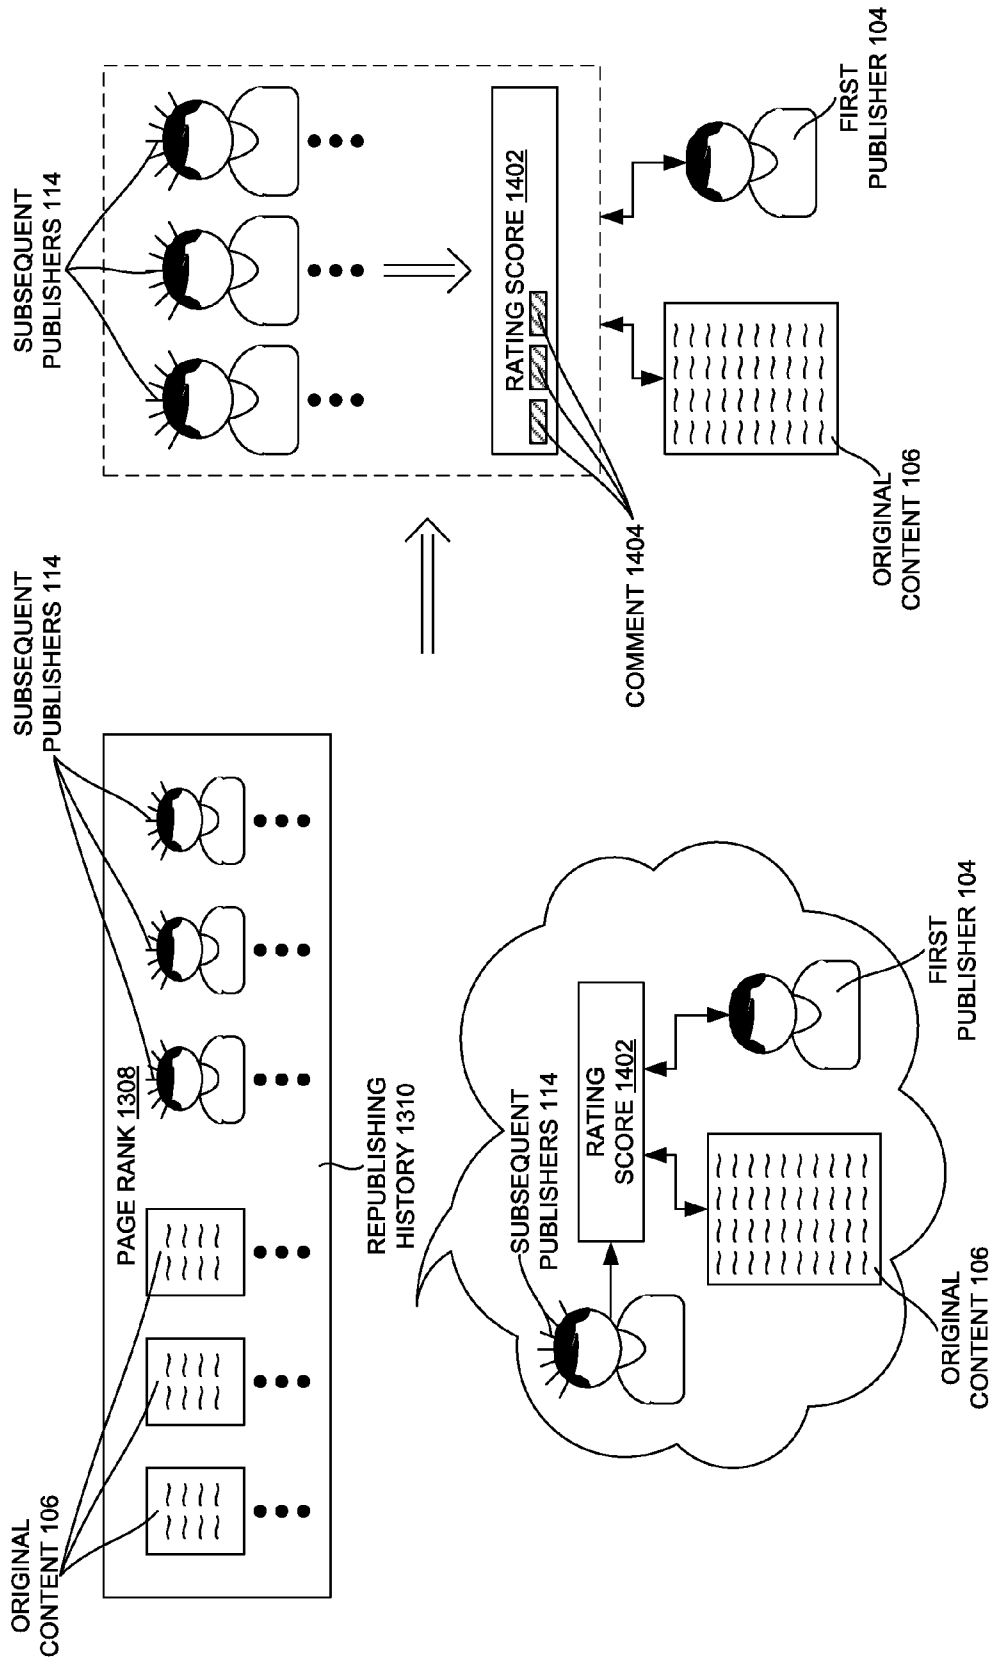 ORIGINAL
CONTENT 106
SUBSEQUENT
PUBLISHERS 114
PAGE RANK 1308
REPUBLISHING
HISTORY 1310
SUBSEQUENT
PUBLISHERS 114
RATING
SCORE 1402
ORIGINAL
CONTENT 106
FIRST
PUBLISHER 104
SUBSEQUENT
PUBLISHERS 114
RATING SCORE 1402
COMMENT 1404
ORIGINAL
CONTENT 106
FIRST
PUBLISHER 104